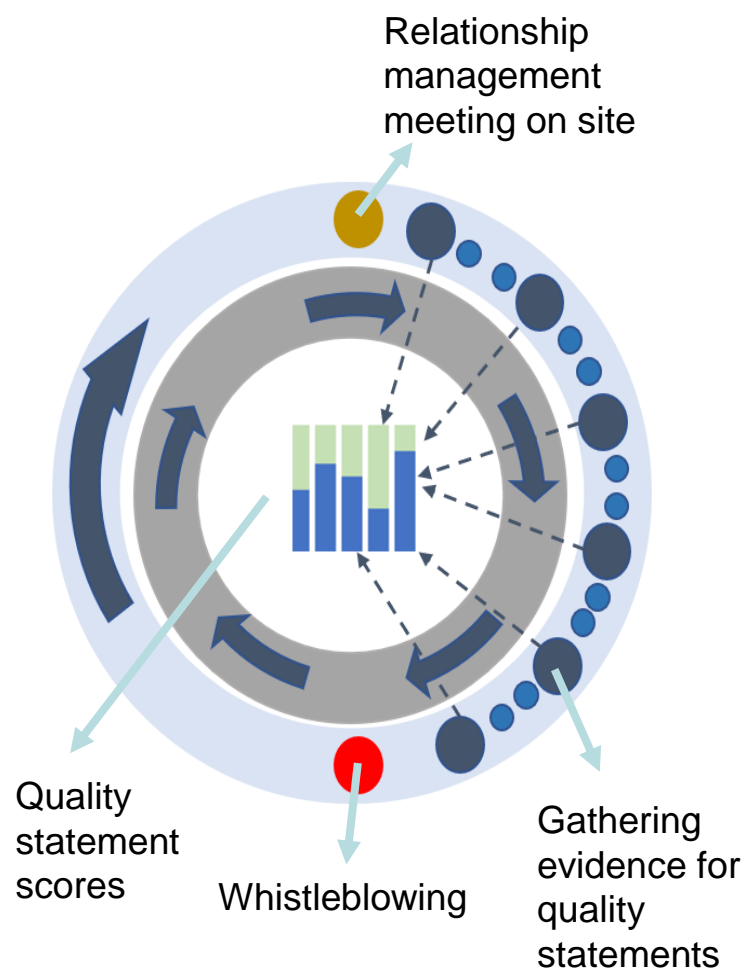 Relationship
management
meeting on site
Quality
statement
scores
Whistleblowing
Gathering
evidence for
quality
statements